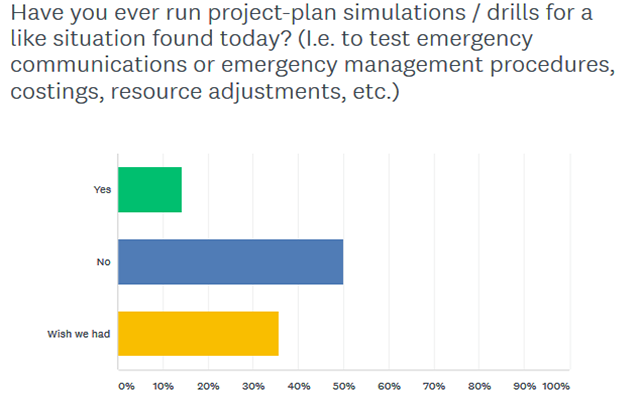 Have you ever run project-plan simulations / drills for a
like situation found today? (I.e. to test emergency
communications or emergency management procedures,
costings, resource adjustments, etc.)
Yes
No
Wish we had
0% 10% 20% 30% 40% 50% 60% 70% 80% 90% 100%